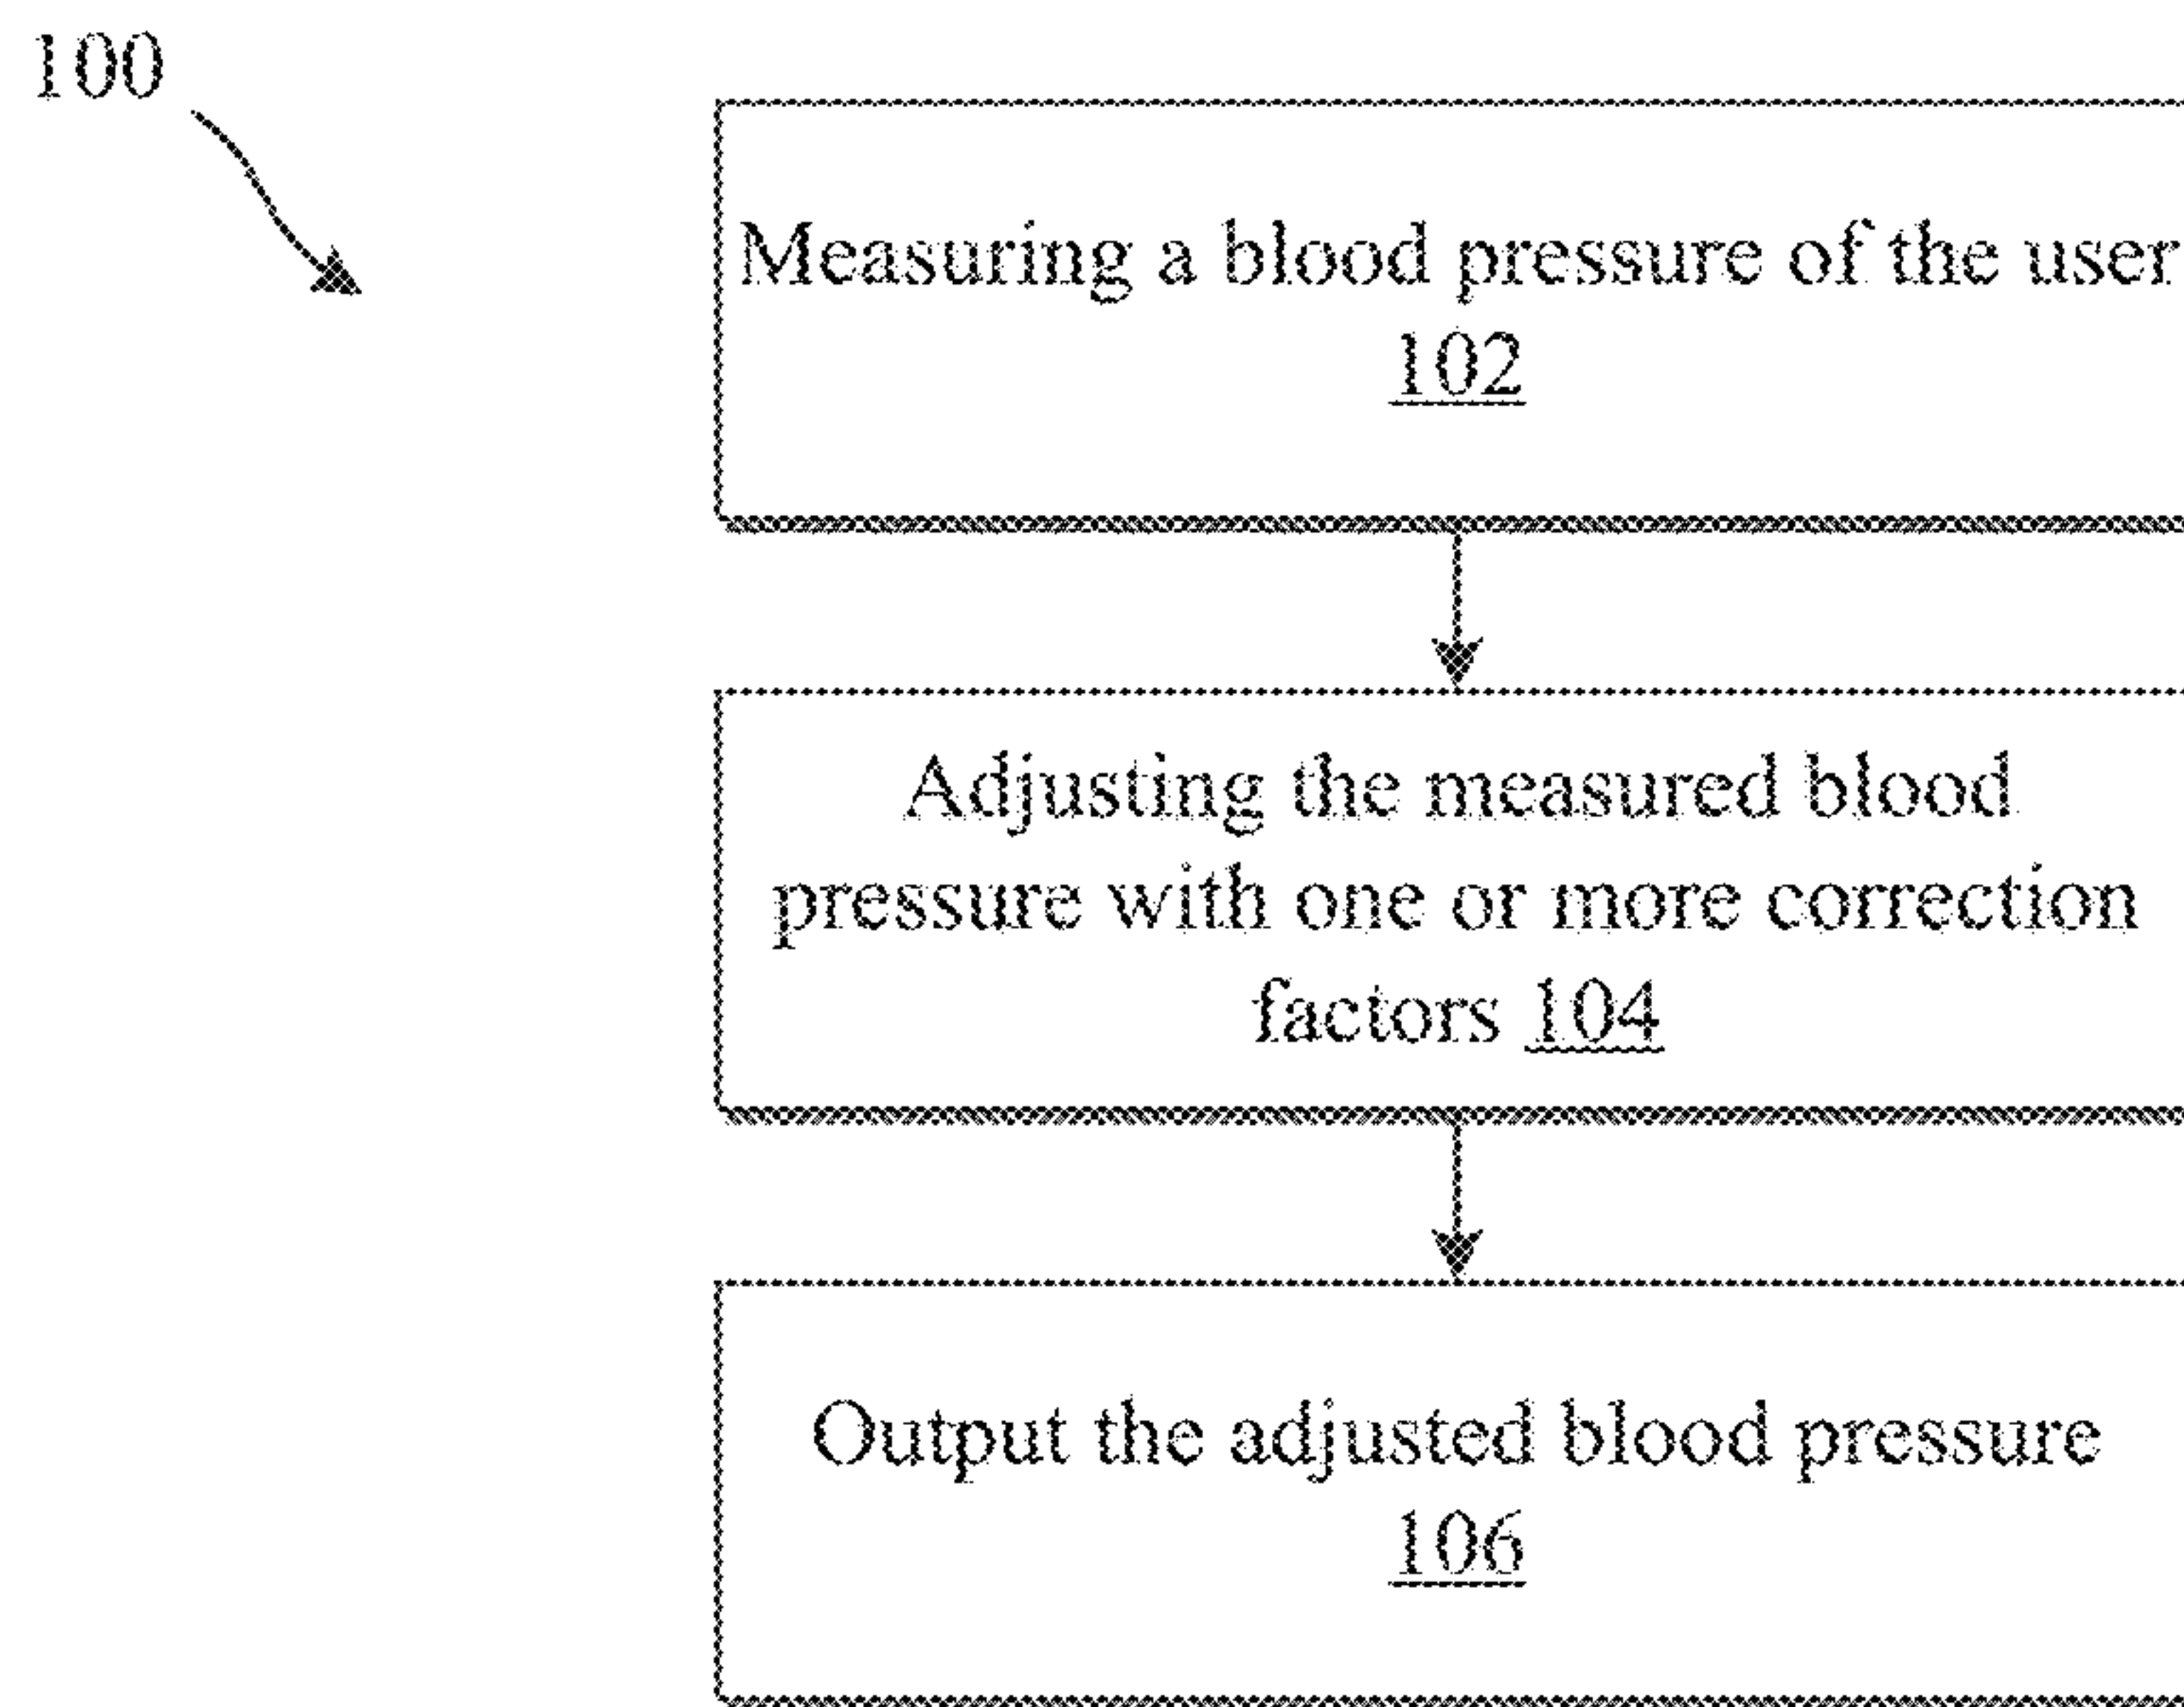 100
Measuring a blood pressure of the user
102
Adjusting the measured blood
pressure with one or more correction
factors 104
Output the adjusted blood pressure
106